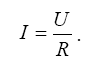 I = U/R.